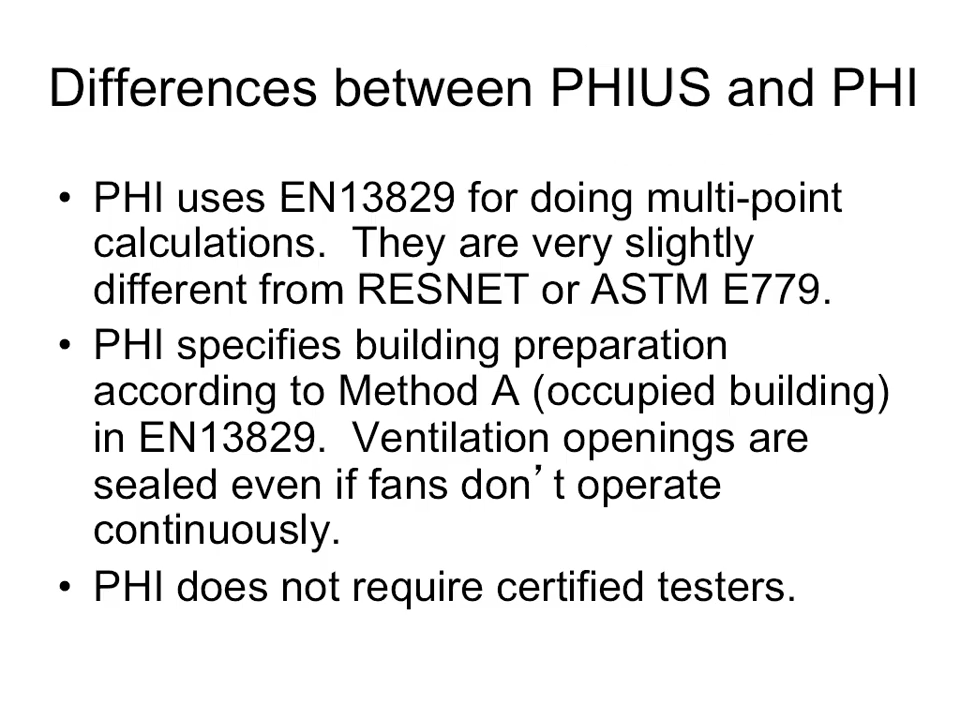 Differences between PHIUS and PHI
• PHI uses EN13829 for doing multi-point
calculations.  They are very slightly
different from RESNET or ASTM E779.
• PHI specifies building preparation
according to Method A (occupied building)
in EN13829.  Ventilation openings are
sealed even if fans don’t operate
continuously.
• PHI does not require certified testers.